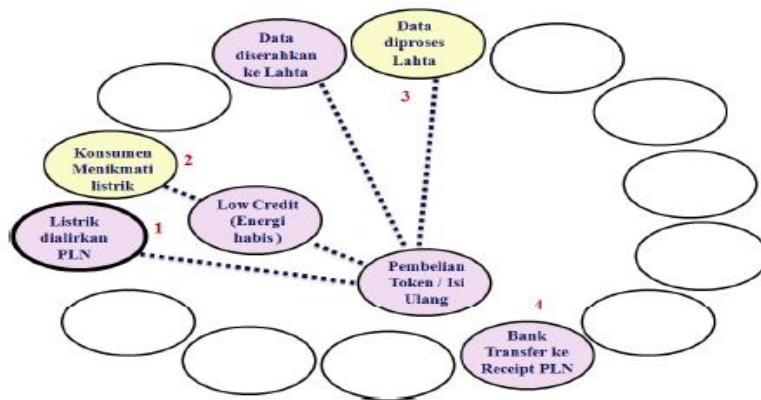 Data
diserahkan
ke Lahta
Data
diproses
Lahta
3
Konsumen
Menikmati
listrik
2
Low Credit
(Energi
habis )
Listrik
dialirkan
PLN
1
Pembelian
Token / Isi
Ulang
4
Bank
Transfer ke
Receipt PLN